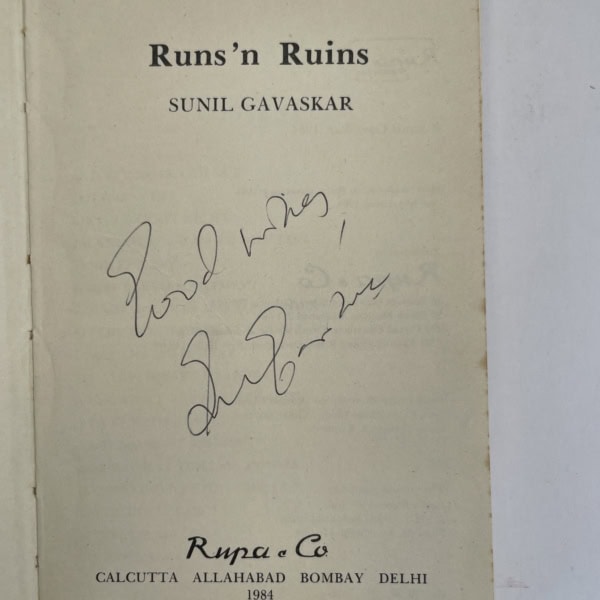 Runs 'n Ruins
SUNIL GAVASKAR
Good wishes,
Rupa & Co
CALCUTTA ALLAHABAD BOMBAY DELHI
1984